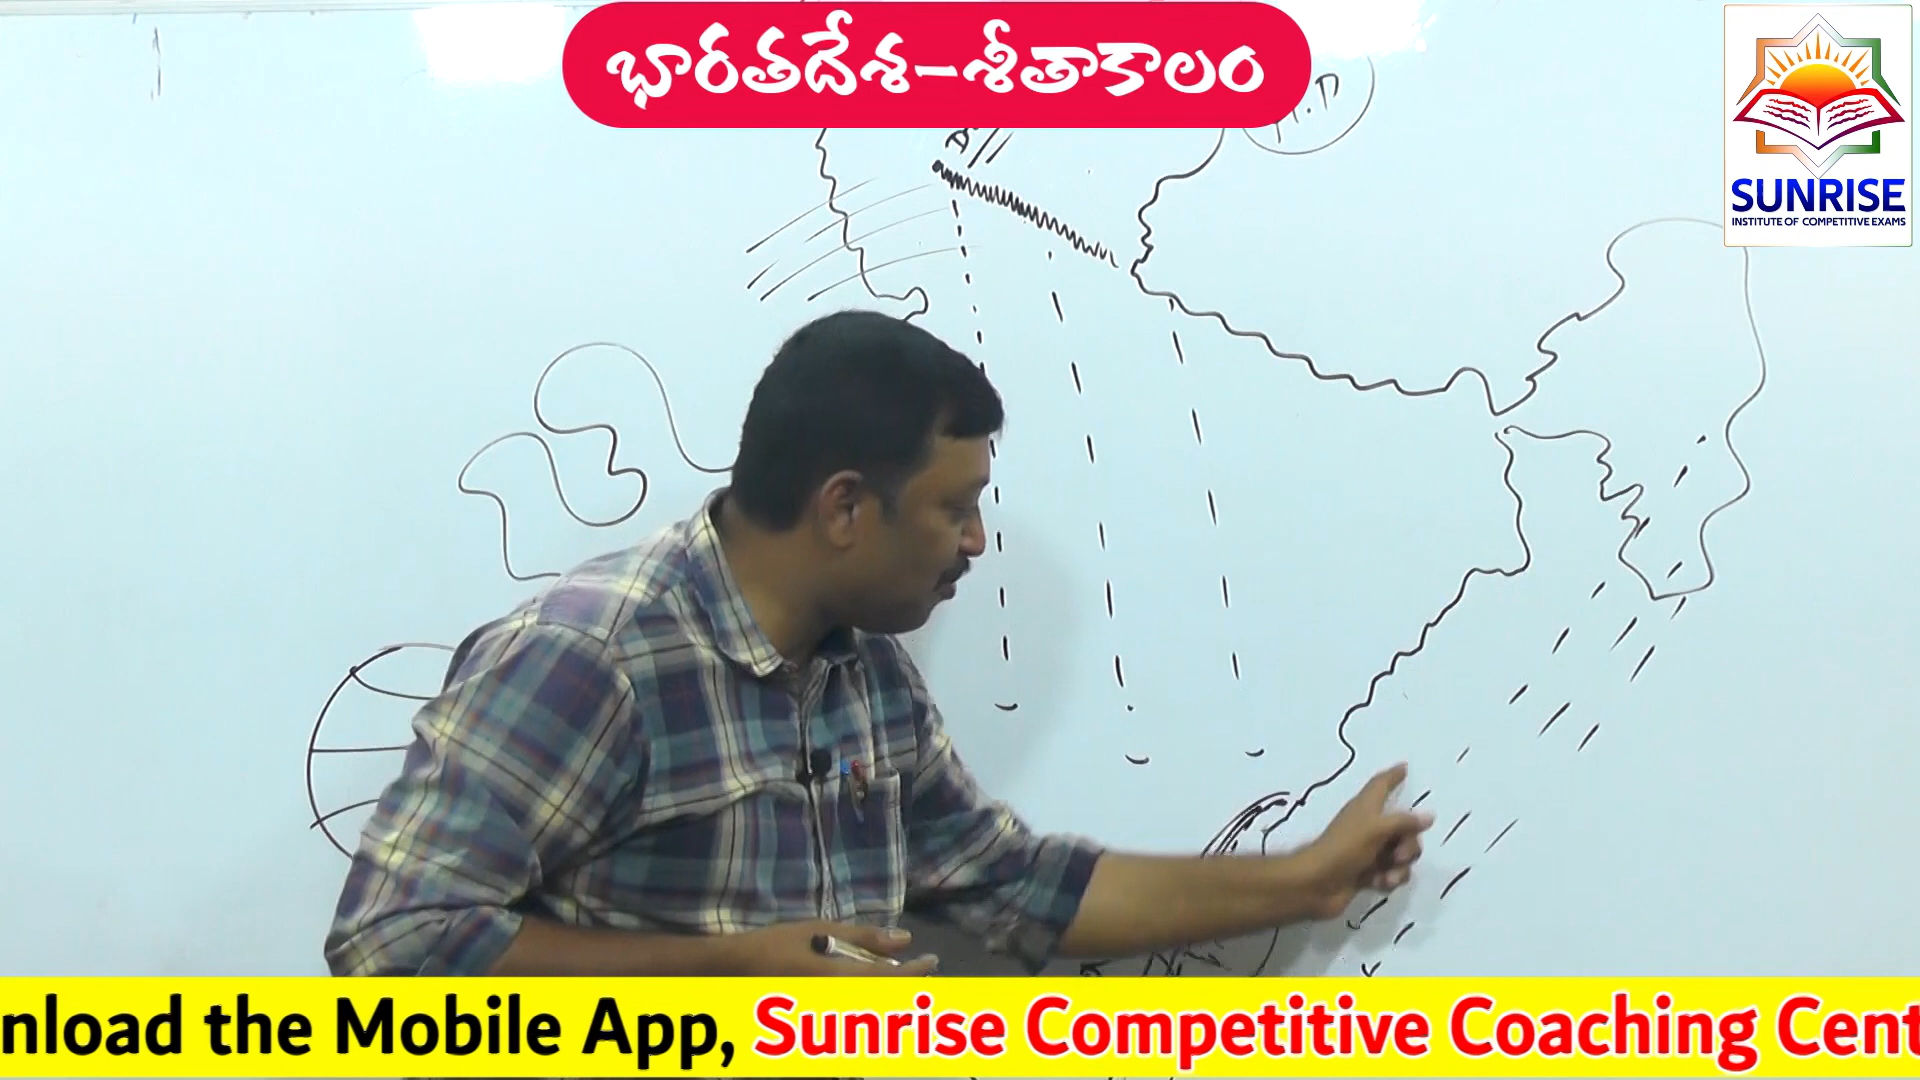 భారతదేశ-శీతాకాలం
SUNRISE
INSTITUTE OF COMPETITIVE EXAMS
nload the Mobile App, Sunrise Competitive Coaching Cent